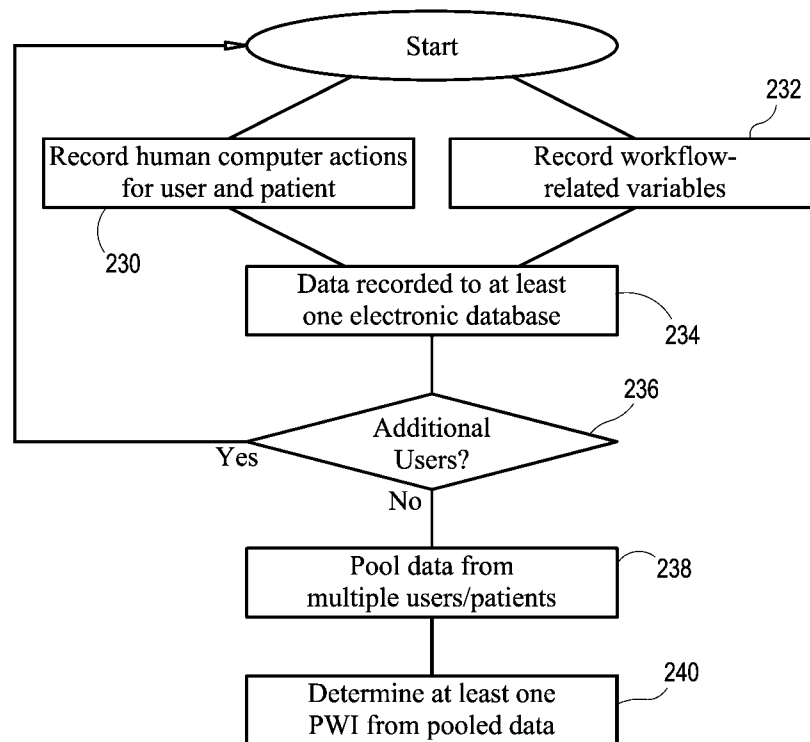 Start
232
Record human computer actions
for user and patient
Record workflow-
related variables
230
Data recorded to at least
one electronic database
234
236
Additional
Users?
Yes
No
Pool data from
multiple users/patients
238
240
Determine at least one
PWI from pooled data